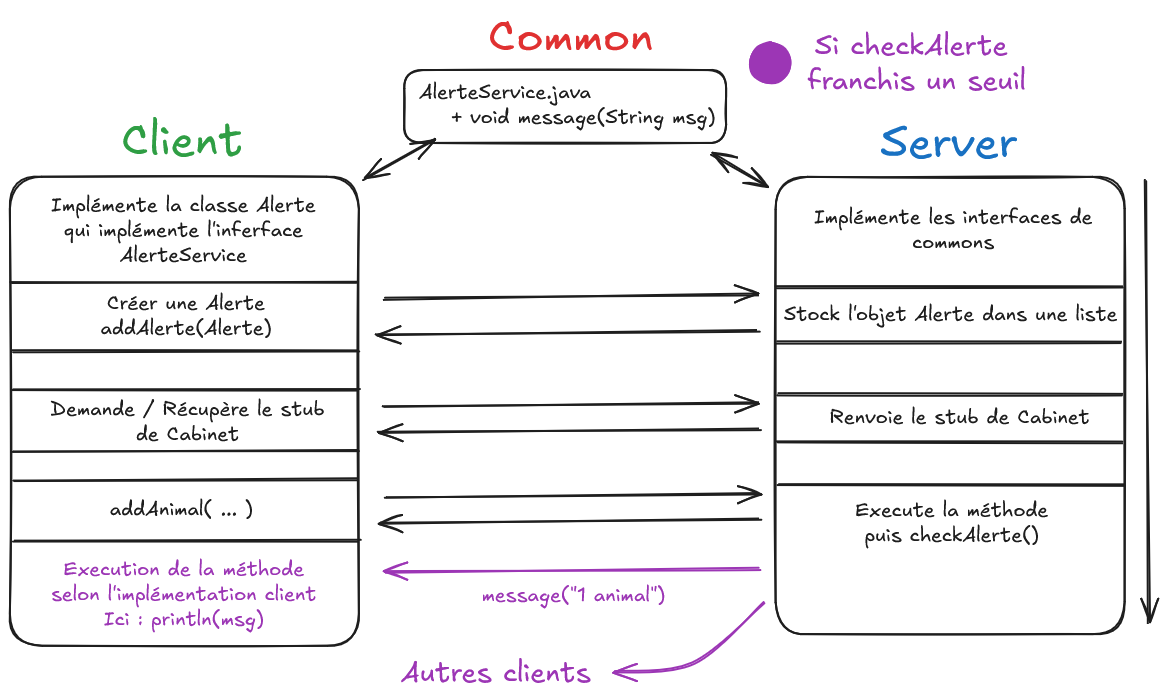 Common
Si checkAlerte
franchis un seuil
AlerteService.java
+ void message(String msg)
Client
Server
Implémente la classe Alerte
qui implémente l'inferface
AlerteService
Implémente les interfaces de
commons
Créer une Alerte
addAlerte(Alerte)
Stock l'objet Alerte dans une liste
Demande / Récupère le stub
de Cabinet
Renvoie le stub de Cabinet
addAnimal( ... )
Execute la méthode
puis checkAlerte()
Execution de la méthode
selon l'implémentation client
Ici : println(msg)
message("1 animal")
Autres clients